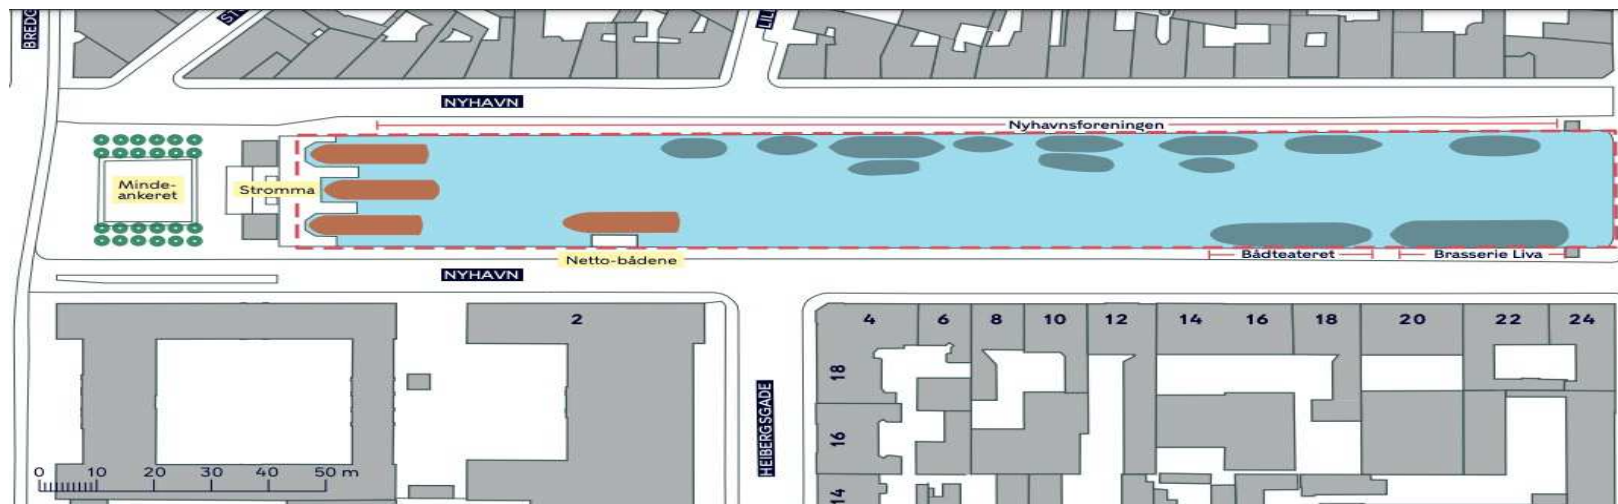 NYHAVN
Nyhavnsforeningen
Minde-
ankeret
Stromma
Netto-bådene
Bådteateret
Brasserie Liva
NYHAVN
2
4
6
8
10
12
14
16
18
20
22
24
18
16
14
HEIBERGSGADE
0 10 20 30 40 50 m